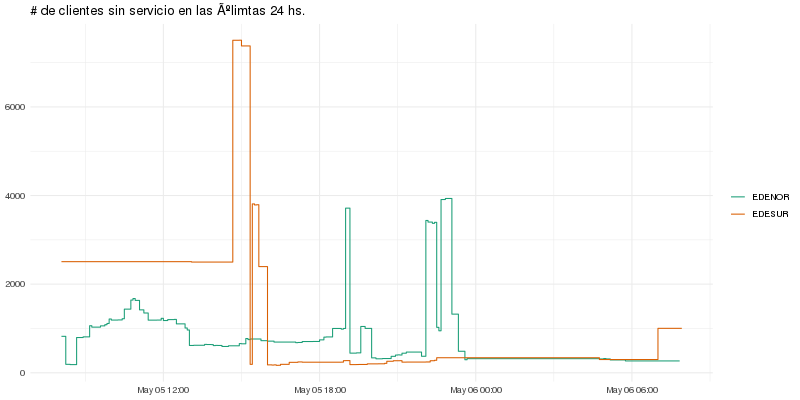 # de clientes sin servicio en las Ãºlimtas 24 hs.
6000
4000
2000
0
May 05 12:00
May 05 18:00
May 06 00:00
May 06 06:00
EDENOR
EDESUR